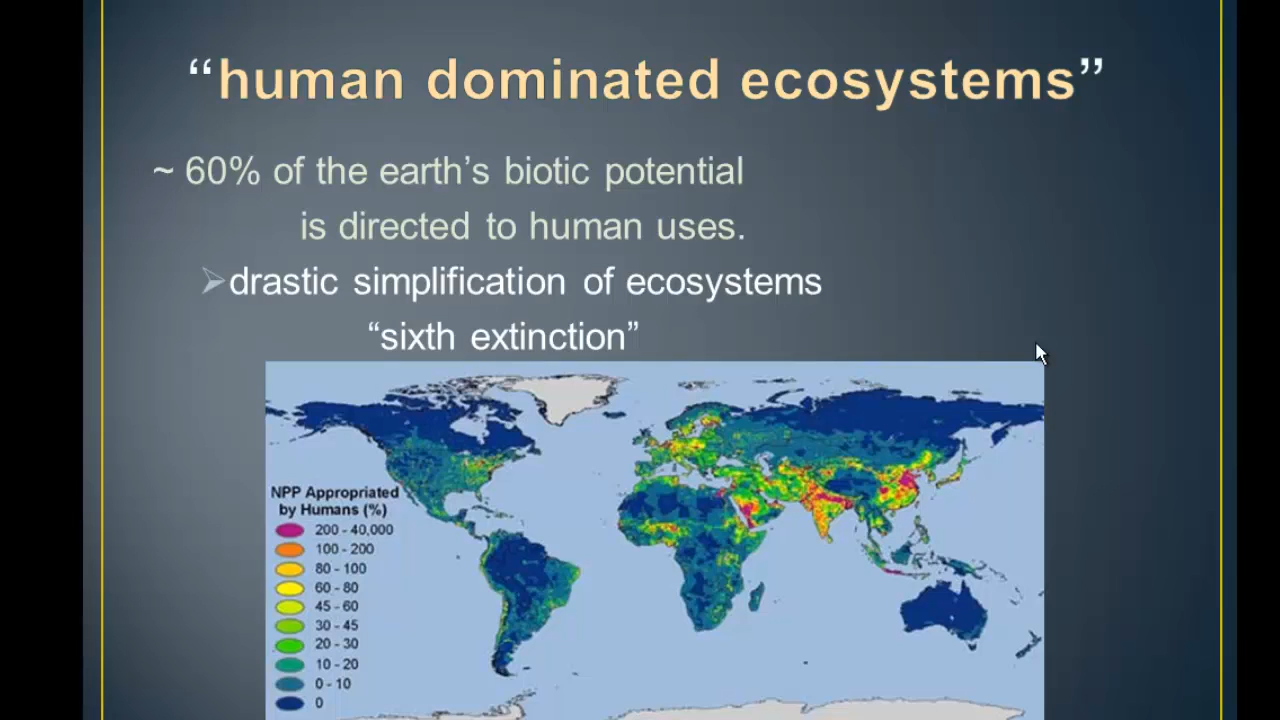 “human dominated ecosystems”
~ 60% of the earth’s biotic potential
is directed to human uses.
drastic simplification of ecosystems
“sixth extinction”
NPP Appropriated
by Humans (%)
200 - 40,000
100 - 200
80 - 100
60 - 80
45 - 60
30 - 45
20 - 30
10 - 20
0 - 10
0